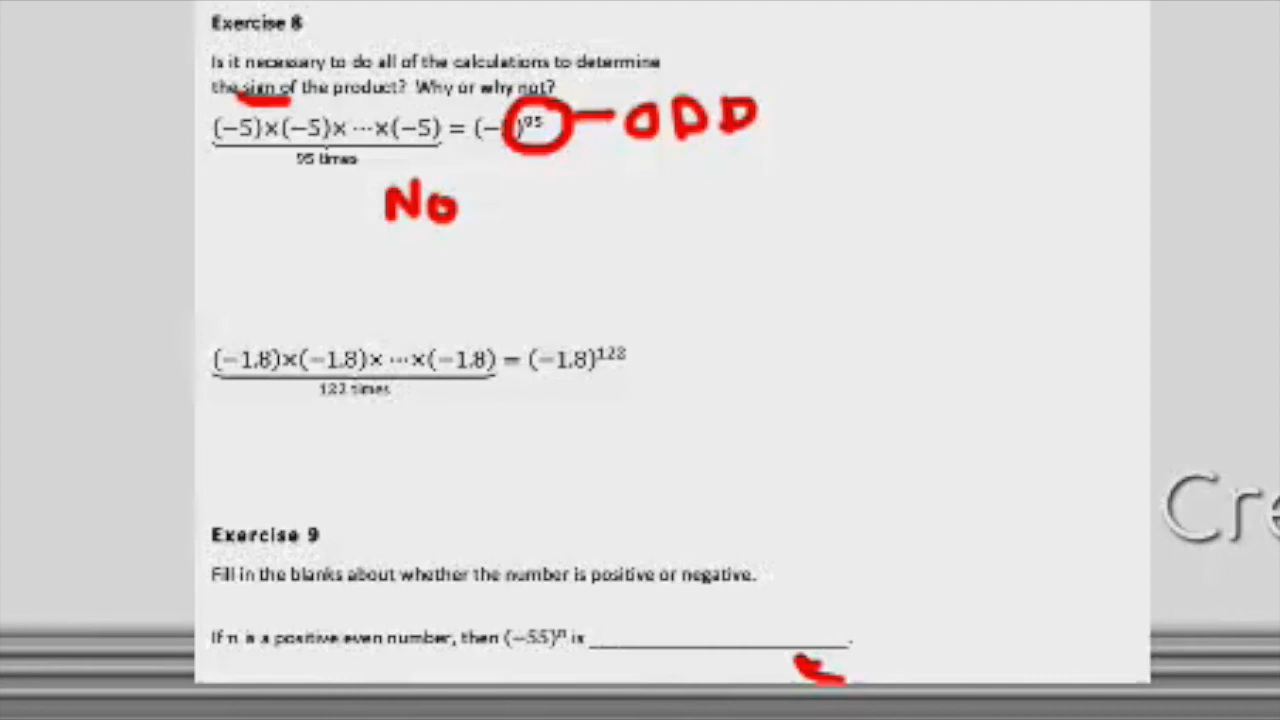 Exercise 8
Is it necessary to do all of the calculations to determine
the sign of the product? Why or why not?
(−5)×(−5)× ⋯×(−5) = (− )⁹⁵ — ODD
95 times
NO
(−1.8)×(−1.8)× ⋯×(−1.8) = (−1.8)¹²²
122 times
Cre
Exercise 9
Fill in the blanks about whether the number is positive or negative.
If n is a positive even number, then (−55)ⁿ is ____________________.